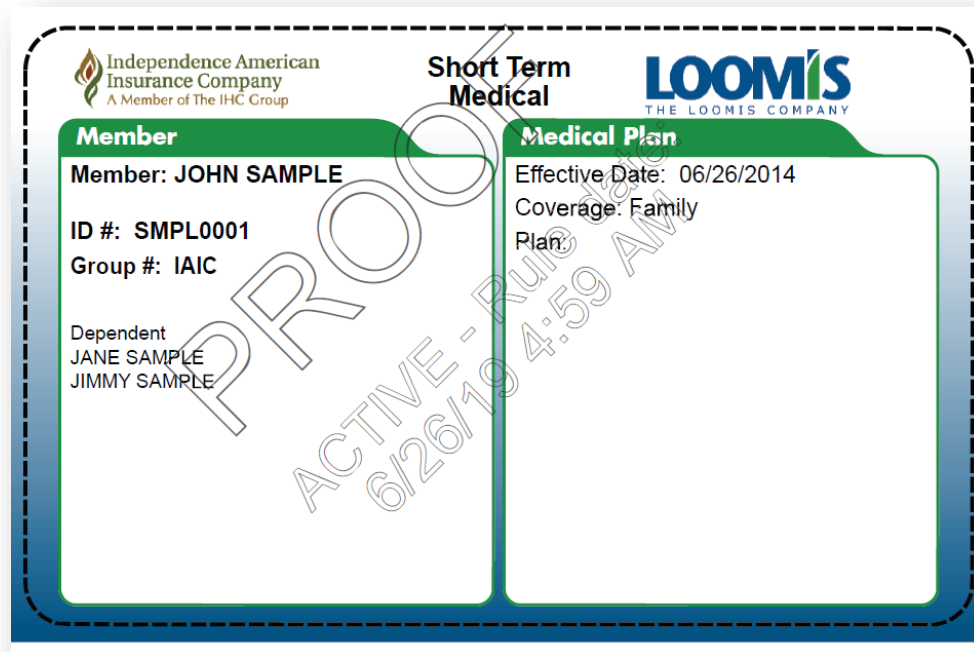 Independence American
Insurance Company
A Member of The IHC Group
Short Term
Medical
LOOMIS
THE LOOMIS COMPANY
Member
Member: JOHN SAMPLE
ID #: SMPL0001
Group #: IAIC
Dependent
JANE SAMPLE
JIMMY SAMPLE
Medical Plan
Effective Date: 06/26/2014
Coverage: Family
Plan:
PROOF
ACTIVE - Rule date:
6/26/19 4:59 AM